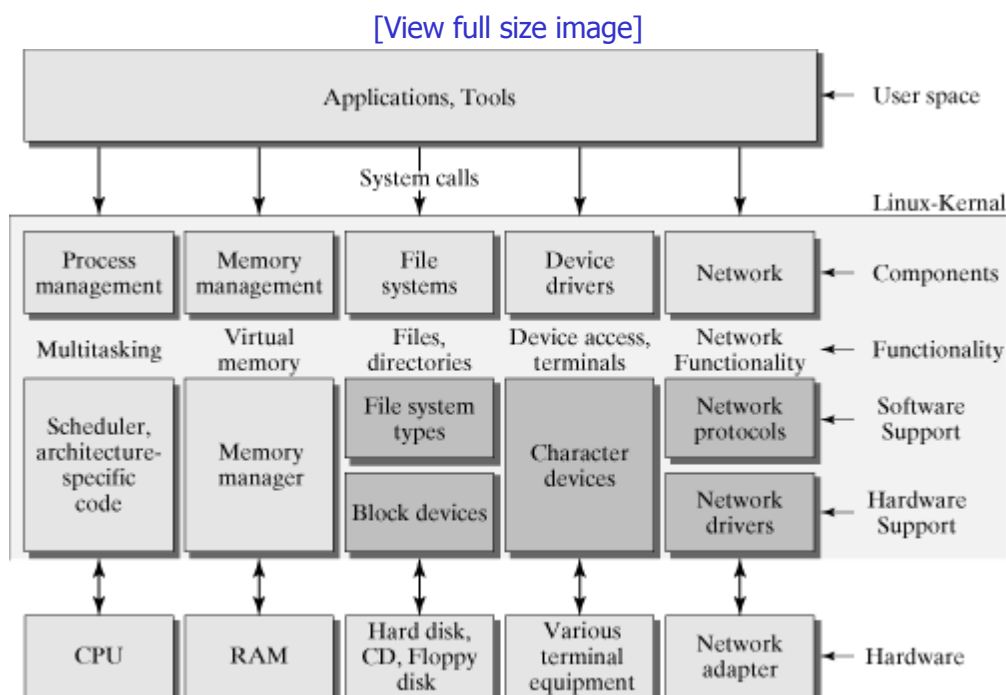 [View full size image]
Applications, Tools
User space
System calls
Linux-Kernal
Process
management
Memory
management
File
systems
Device
drivers
Network
Components
Multitasking
Virtual
memory
Files,
directories
Device access,
terminals
Network
Functionality
Functionality
Scheduler,
architecture-
specific
code
Memory
manager
File system
types
Block devices
Character
devices
Network
protocols
Network
drivers
Software
Support
Hardware
Support
CPU
RAM
Hard disk,
CD, Floppy
disk
Various
terminal
equipment
Network
adapter
Hardware